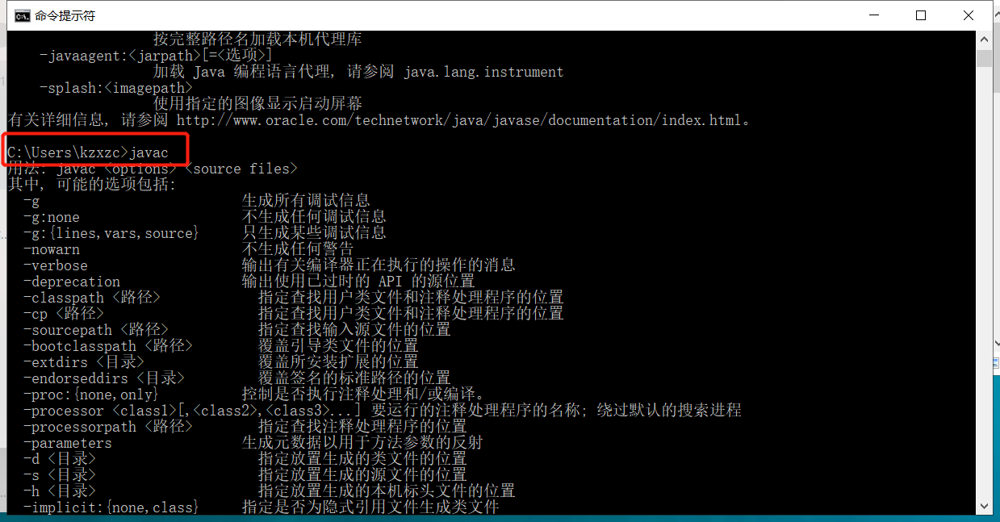 命令提示符
按完整路径名加载本机代理库
-javaagent:<jarpath>[=<选项>]
加载 Java 编程语言代理, 请参阅 java.lang.instrument
-splash:<imagepath>
使用指定的图像显示启动屏幕
有关详细信息, 请参阅 http://www.oracle.com/technetwork/java/javase/documentation/index.html。
C:\Users\kzxzc>javac
用法: javac <options> <source files>
其中, 可能的选项包括:
-g 生成所有调试信息
-g:none 不生成任何调试信息
-g:{lines,vars,source} 只生成某些调试信息
-nowarn 不生成任何警告
-verbose 输出有关编译器正在执行的操作的消息
-deprecation 输出使用已过时的 API 的源位置
-classpath <路径> 指定查找用户类文件和注释处理程序的位置
-cp <路径> 指定查找用户类文件和注释处理程序的位置
-sourcepath <路径> 指定查找输入源文件的位置
-bootclasspath <路径> 覆盖引导类文件的位置
-extdirs <目录> 覆盖所安装扩展的位置
-endorseddirs <目录> 覆盖签名的标准路径的位置
-proc:{none,only} 控制是否执行注释处理和/或编译。
-processor <class1>[,<class2>,<class3>...] 要运行的注释处理程序的名称; 绕过默认的搜索进程
-processorpath <路径> 指定查找注释处理程序的位置
-parameters 生成元数据以用于方法参数的反射
-d <目录> 指定放置生成的类文件的位置
-s <目录> 指定放置生成的源文件的位置
-h <目录> 指定放置生成的本机标头文件的位置
-implicit:{none,class} 指定是否为隐式引用文件生成类文件